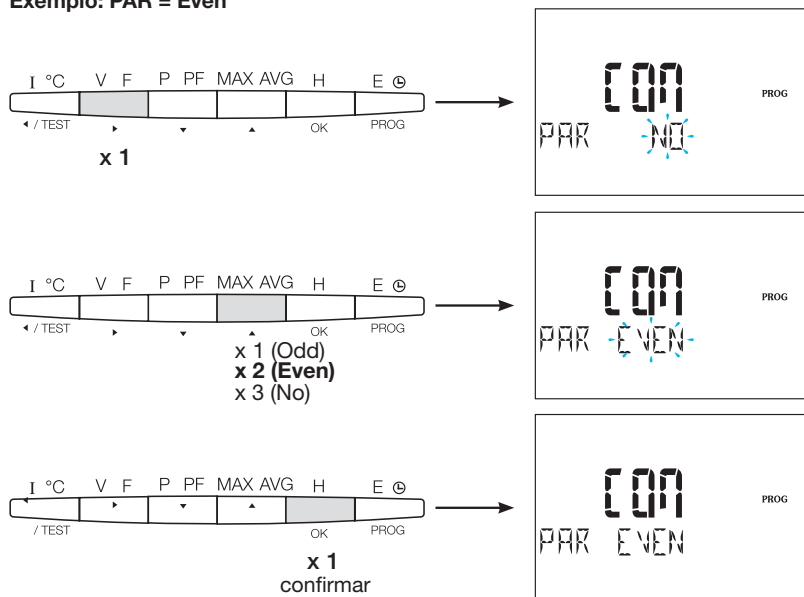 Exemplo: PAR = Even
I °C V F P PF MAX AVG H E
/ TEST OK PROG
x 1
COM PROG
PAR NO
I °C V F P PF MAX AVG H E
/ TEST OK PROG
x 1 (Odd)
x 2 (Even)
x 3 (No)
COM PROG
PAR EVEN
I °C V F P PF MAX AVG H E
/ TEST OK PROG
x 1
confirmar
COM PROG
PAR EVEN